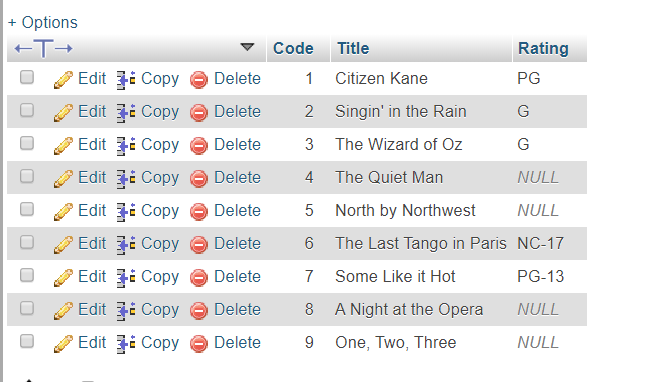 + Options
←T→ Code Title Rating
Edit Copy Delete 1 Citizen Kane PG
Edit Copy Delete 2 Singin' in the Rain G
Edit Copy Delete 3 The Wizard of Oz G
Edit Copy Delete 4 The Quiet Man NULL
Edit Copy Delete 5 North by Northwest NULL
Edit Copy Delete 6 The Last Tango in Paris NC-17
Edit Copy Delete 7 Some Like it Hot PG-13
Edit Copy Delete 8 A Night at the Opera NULL
Edit Copy Delete 9 One, Two, Three NULL